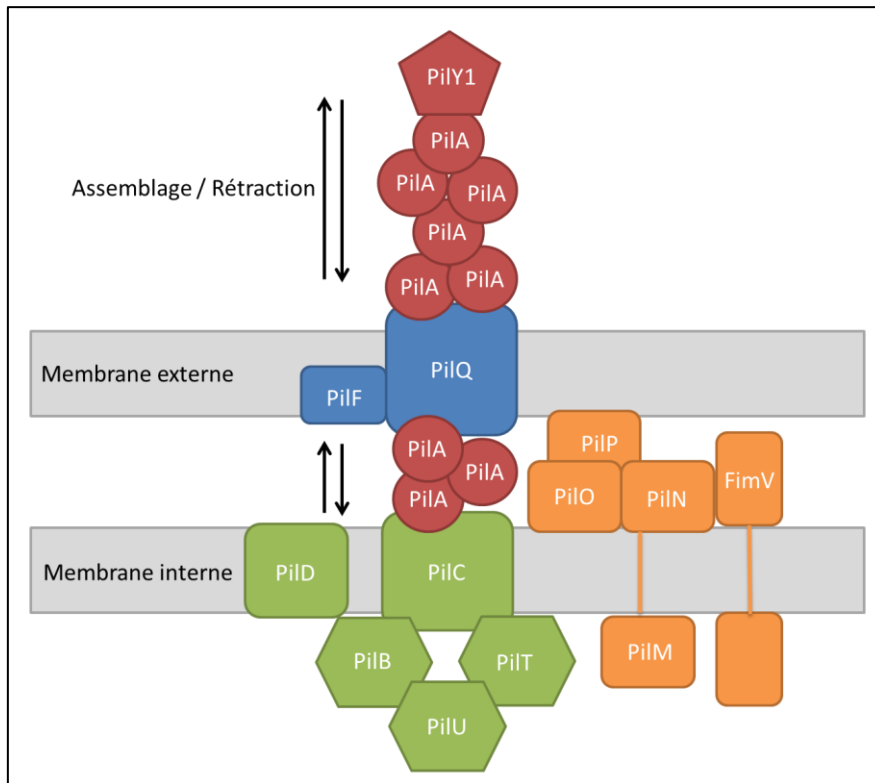 PilY1
PilA
PilA
PilA
Assemblage / Rétraction
PilA
PilA
PilA
Membrane externe
PilQ
PilF
PilA
PilA
PilA
PilP
PilO
PilN
FimV
Membrane interne
PilD
PilC
PilB
PilT
PilM
PilU